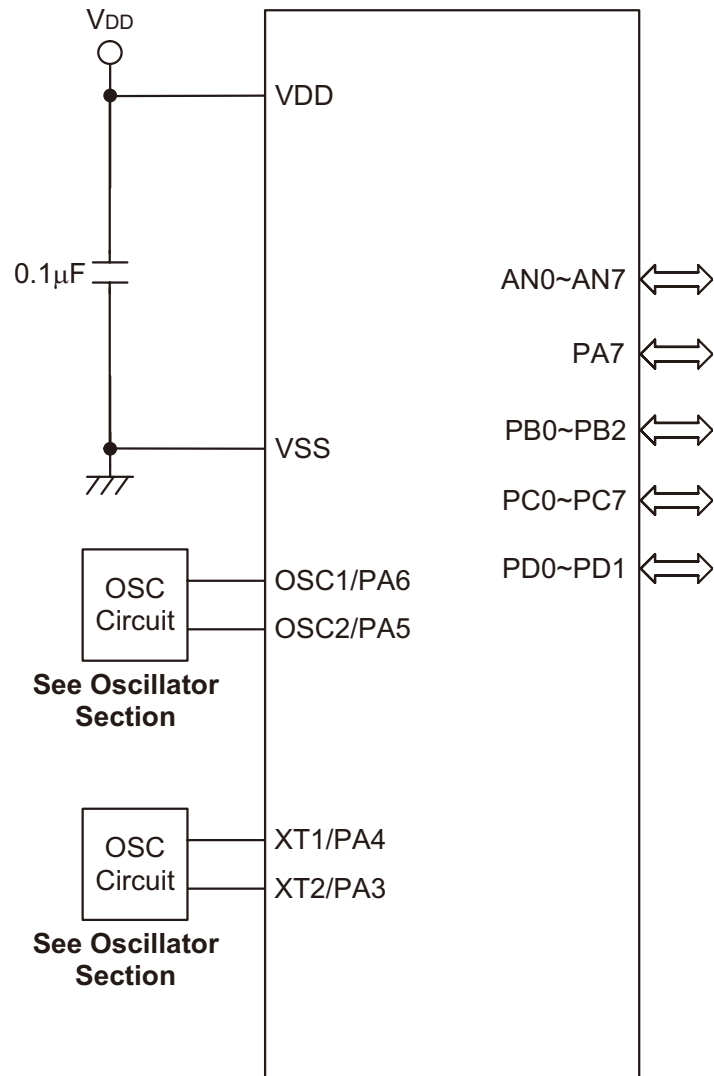 VDD
VDD
0.1μF
VSS
AN0~AN7
PA7
PB0~PB2
PC0~PC7
PD0~PD1
OSC
Circuit
OSC1/PA6
OSC2/PA5
See Oscillator
Section
OSC
Circuit
XT1/PA4
XT2/PA3
See Oscillator
Section